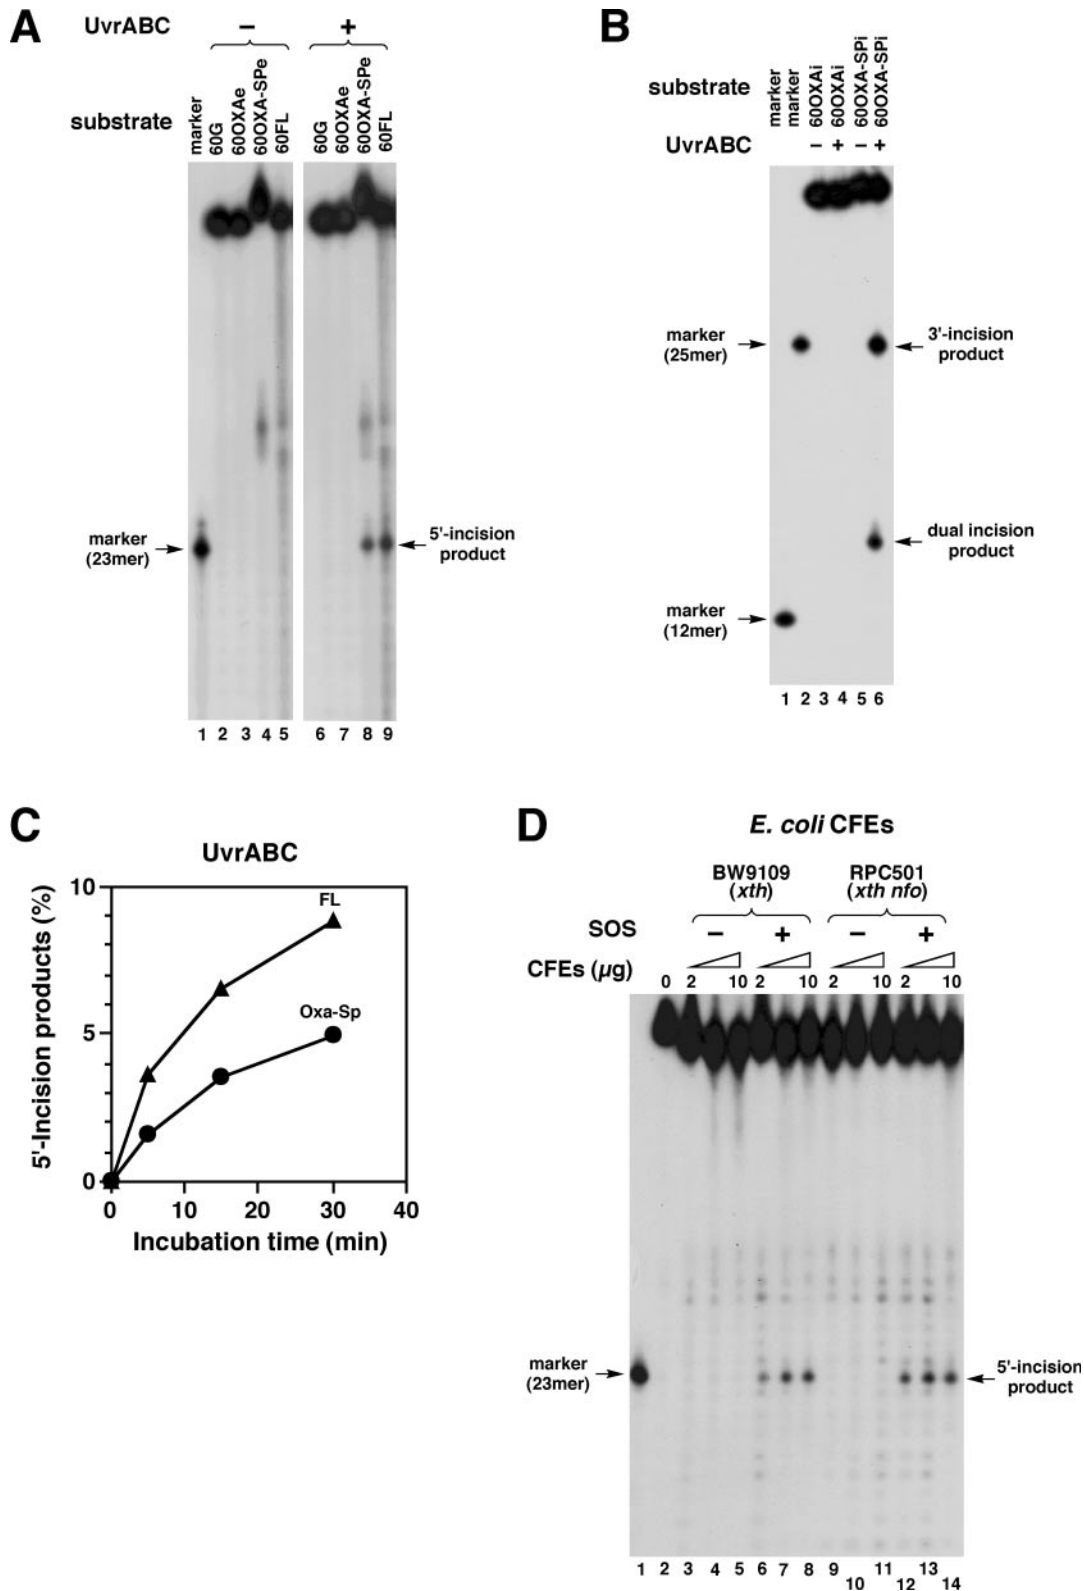 A
UvrABC − +
substrate
marker
60G
60OXAe
60OXA-SPe
60FL
60G
60OXAe
60OXA-SPe
60FL
marker
(23mer)
5'-incision
product
1 2 3 4 5 6 7 8 9
B
substrate
marker
marker
60OXAi
60OXAi
60OXA-SPi
60OXA-SPi
UvrABC − + − +
marker
(25mer)
3'-incision
product
dual incision
product
marker
(12mer)
1 2 3 4 5 6
C
UvrABC
5'-Incision products (%)
10
5
0
FL
Oxa-Sp
0 10 20 30 40
Incubation time (min)
D
E. coli CFEs
BW9109
(xth)
RPC501
(xth nfo)
SOS − + − +
CFEs (µg)
0 2 10 2 10 2 10 2 10
marker
(23mer)
5'-incision
product
1 2 3 4 5 6 7 8 9 10 11 12 13 14